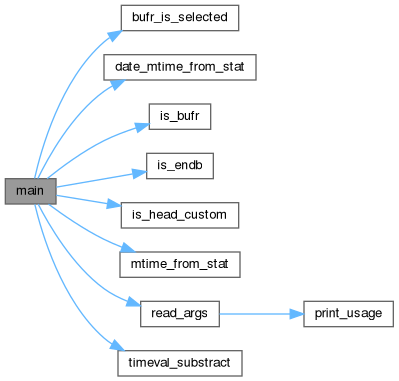 bufr_is_selected
date_mtime_from_stat
is_bufr
is_endb
main
is_head_custom
mtime_from_stat
read_args
print_usage
timeval_substract